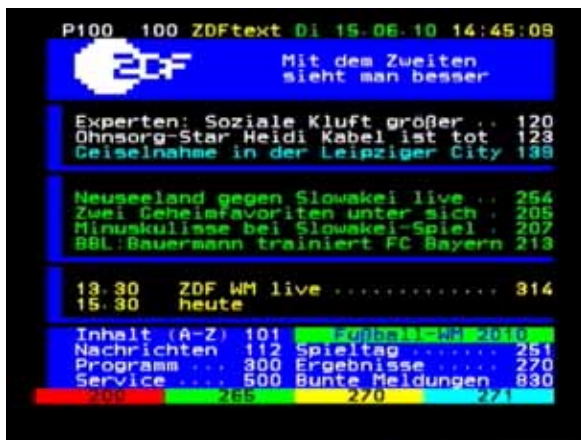 P100 100 ZDFtext Di 15.06.10 14:45:09
ZDF
Mit dem Zweiten
sieht man besser
Experten: Soziale Kluft größer .. 120
Ohnsorg-Star Heidi Kabel ist tot 123
Geiselnahme in der Leipziger City 139
Neuseeland gegen Slowakei live .. 254
Zwei Geheimfavoriten unter sich . 205
Minuskulisse bei Slowakei-Spiel . 207
BBL:Bauermann trainiert FC Bayern 213
13.30 ZDF WM live ............. 314
15.30 heute
Inhalt (A-Z) 101 Fußball-WM 2010
Nachrichten 112 Spieltag ....... 251
Programm ... 300 Ergebnisse ..... 270
Service .... 500 Bunte Meldungen 830
200 265 270 271